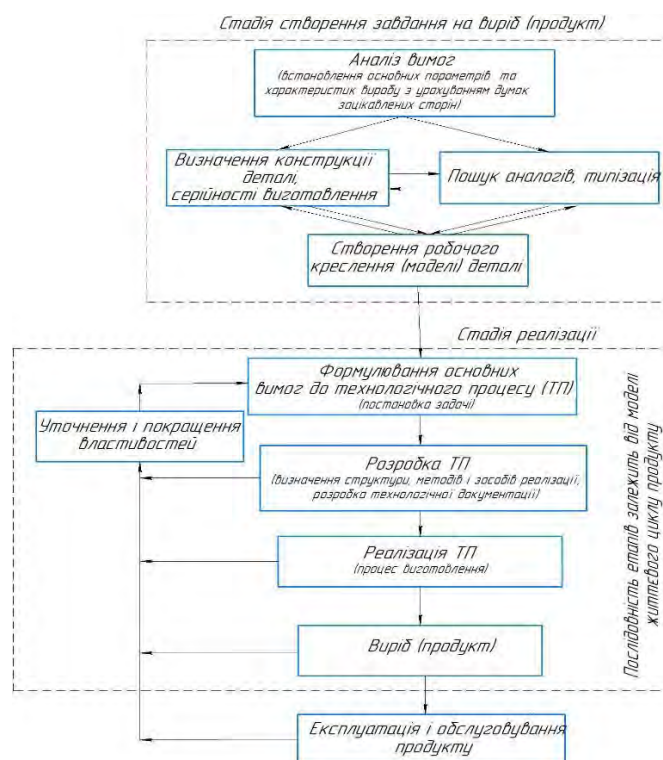 Стадія створення завдання на виріб (продукт)
Аналіз вимог
(встановлення основних параметрів та
характеристик виробу з урахуванням думок
зацікавлених сторін)
Визначення конструкції
деталі,
серійності виготовлення
Пошук аналогів, типізація
Створення робочого
креслення (моделі) деталі
Стадія реалізації
Формулювання основних
вимог до технологічного процесу (ТП)
(постановка задачі)
Уточнення і покращення
властивостей
Розробка ТП
(визначення структури, методів і засобів реалізації,
розробка технологічної документації)
Реалізація ТП
(процес виготовлення)
Виріб (продукт)
Експлуатація і обслуговування
продукту
Послідовність етапів залежить від моделі
життєвого циклу продукту